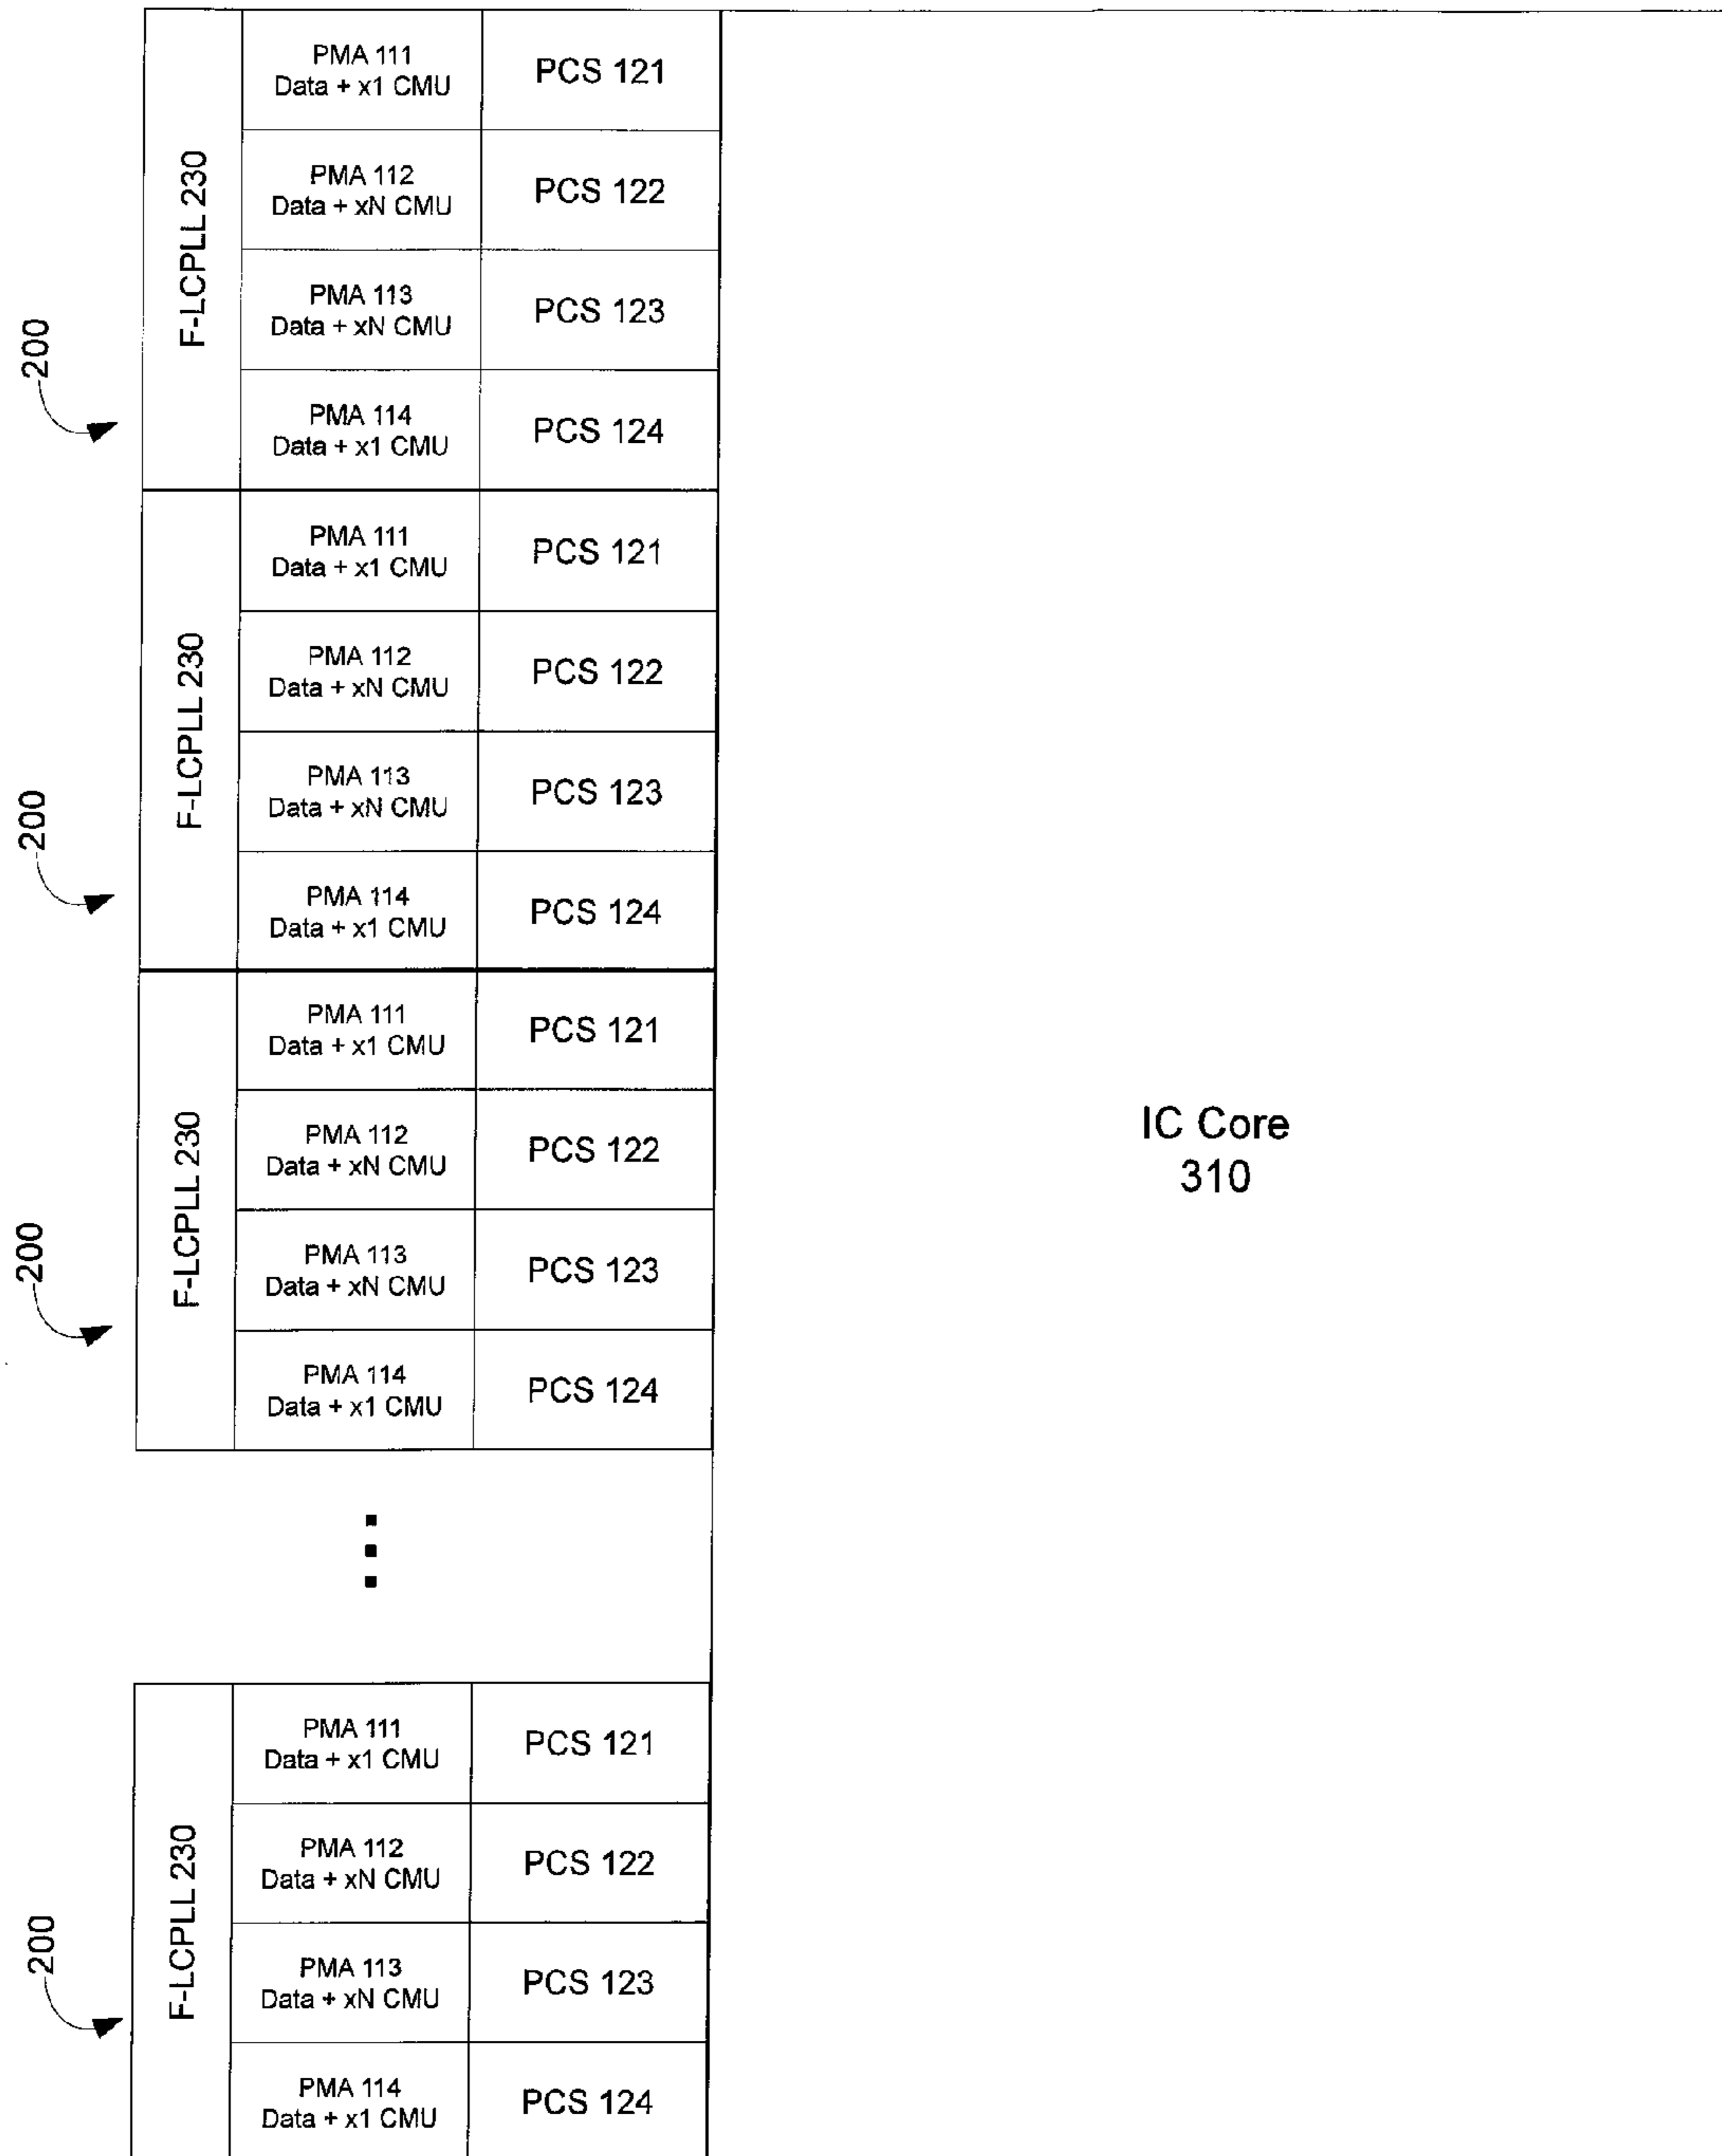 200
F-LCPLL 230
PMA 111
Data + x1 CMU
PCS 121
PMA 112
Data + xN CMU
PCS 122
PMA 113
Data + xN CMU
PCS 123
PMA 114
Data + x1 CMU
PCS 124
200
F-LCPLL 230
PMA 111
Data + x1 CMU
PCS 121
PMA 112
Data + xN CMU
PCS 122
PMA 113
Data + xN CMU
PCS 123
PMA 114
Data + x1 CMU
PCS 124
200
F-LCPLL 230
PMA 111
Data + x1 CMU
PCS 121
PMA 112
Data + xN CMU
PCS 122
PMA 113
Data + xN CMU
PCS 123
PMA 114
Data + x1 CMU
PCS 124
200
F-LCPLL 230
PMA 111
Data + x1 CMU
PCS 121
PMA 112
Data + xN CMU
PCS 122
PMA 113
Data + xN CMU
PCS 123
PMA 114
Data + x1 CMU
PCS 124
IC Core
310